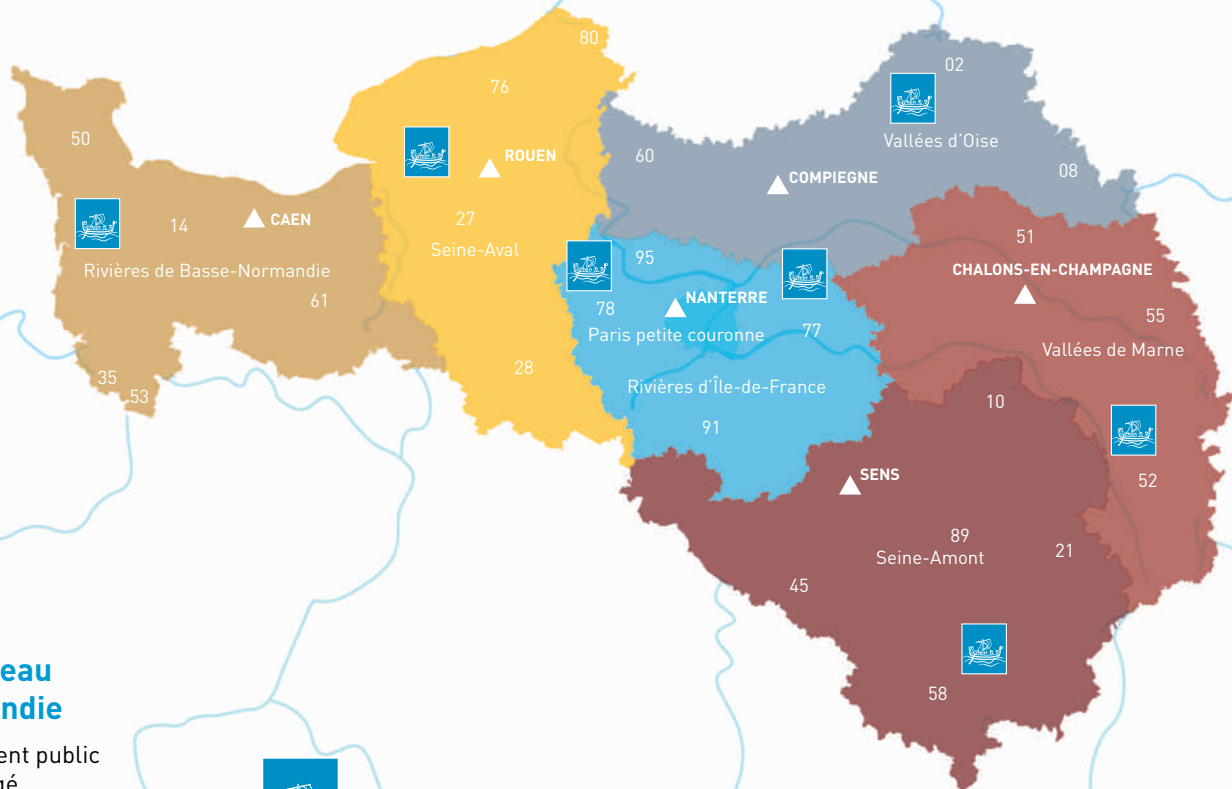 80
02
76
50
Vallées d'Oise
60
ROUEN
08
COMPIEGNE
27
CAEN
14
51
Seine-Aval
95
Rivières de Basse-Normandie
CHALONS-EN-CHAMPAGNE
61
NANTERRE
78
55
Paris petite couronne
77
Vallées de Marne
28
35
Rivières d'Île-de-France
53
10
91
SENS
52
89
Seine-Amont
21
45
58
eau
ndie
ent public
gé